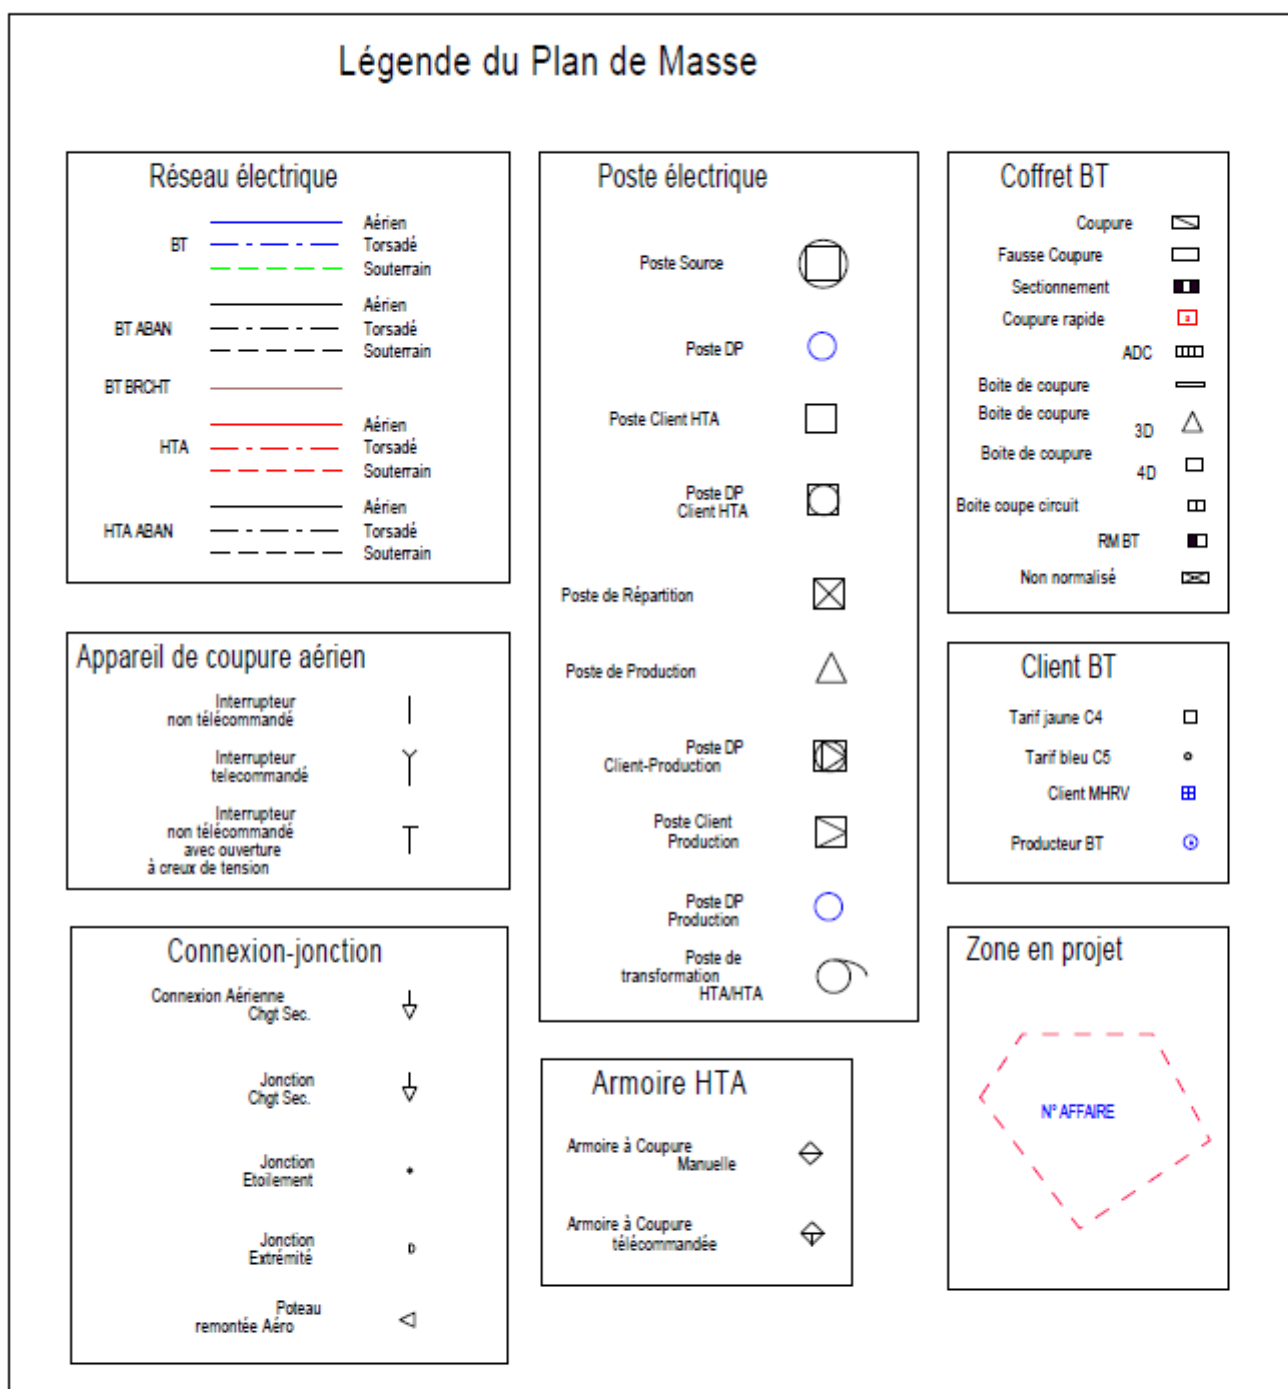 Légende du Plan de Masse
Réseau électrique
BT
Aérien
Torsadé
Souterrain
BT ABAN
Aérien
Torsadé
Souterrain
BT BRCHT
HTA
Aérien
Torsadé
Souterrain
HTA ABAN
Aérien
Torsadé
Souterrain
Appareil de coupure aérien
Interrupteur
non télécommandé
Interrupteur
telecommandé
Interrupteur
non télécommandé
avec ouverture
à creux de tension
Connexion-jonction
Connexion Aérienne
Chgt Sec.
Jonction
Chgt Sec.
Jonction
Etoilement
Jonction
Extrémité
Poteau
remontée Aéro
Poste électrique
Poste Source
Poste DP
Poste Client HTA
Poste DP
Client HTA
Poste de Répartition
Poste de Production
Poste DP
Client-Production
Poste Client
Production
Poste DP
Production
Poste de
transformation
HTA/HTA
Armoire HTA
Armoire à Coupure
Manuelle
Armoire à Coupure
télécommandée
Coffret BT
Coupure
Fausse Coupure
Sectionnement
Coupure rapide
ADC
Boite de coupure
Boite de coupure
3D
Boite de coupure
4D
Boite coupe circuit
RM BT
Non normalisé
Client BT
Tarif jaune C4
Tarif bleu C5
Client MHRV
Producteur BT
Zone en projet
N° AFFAIRE